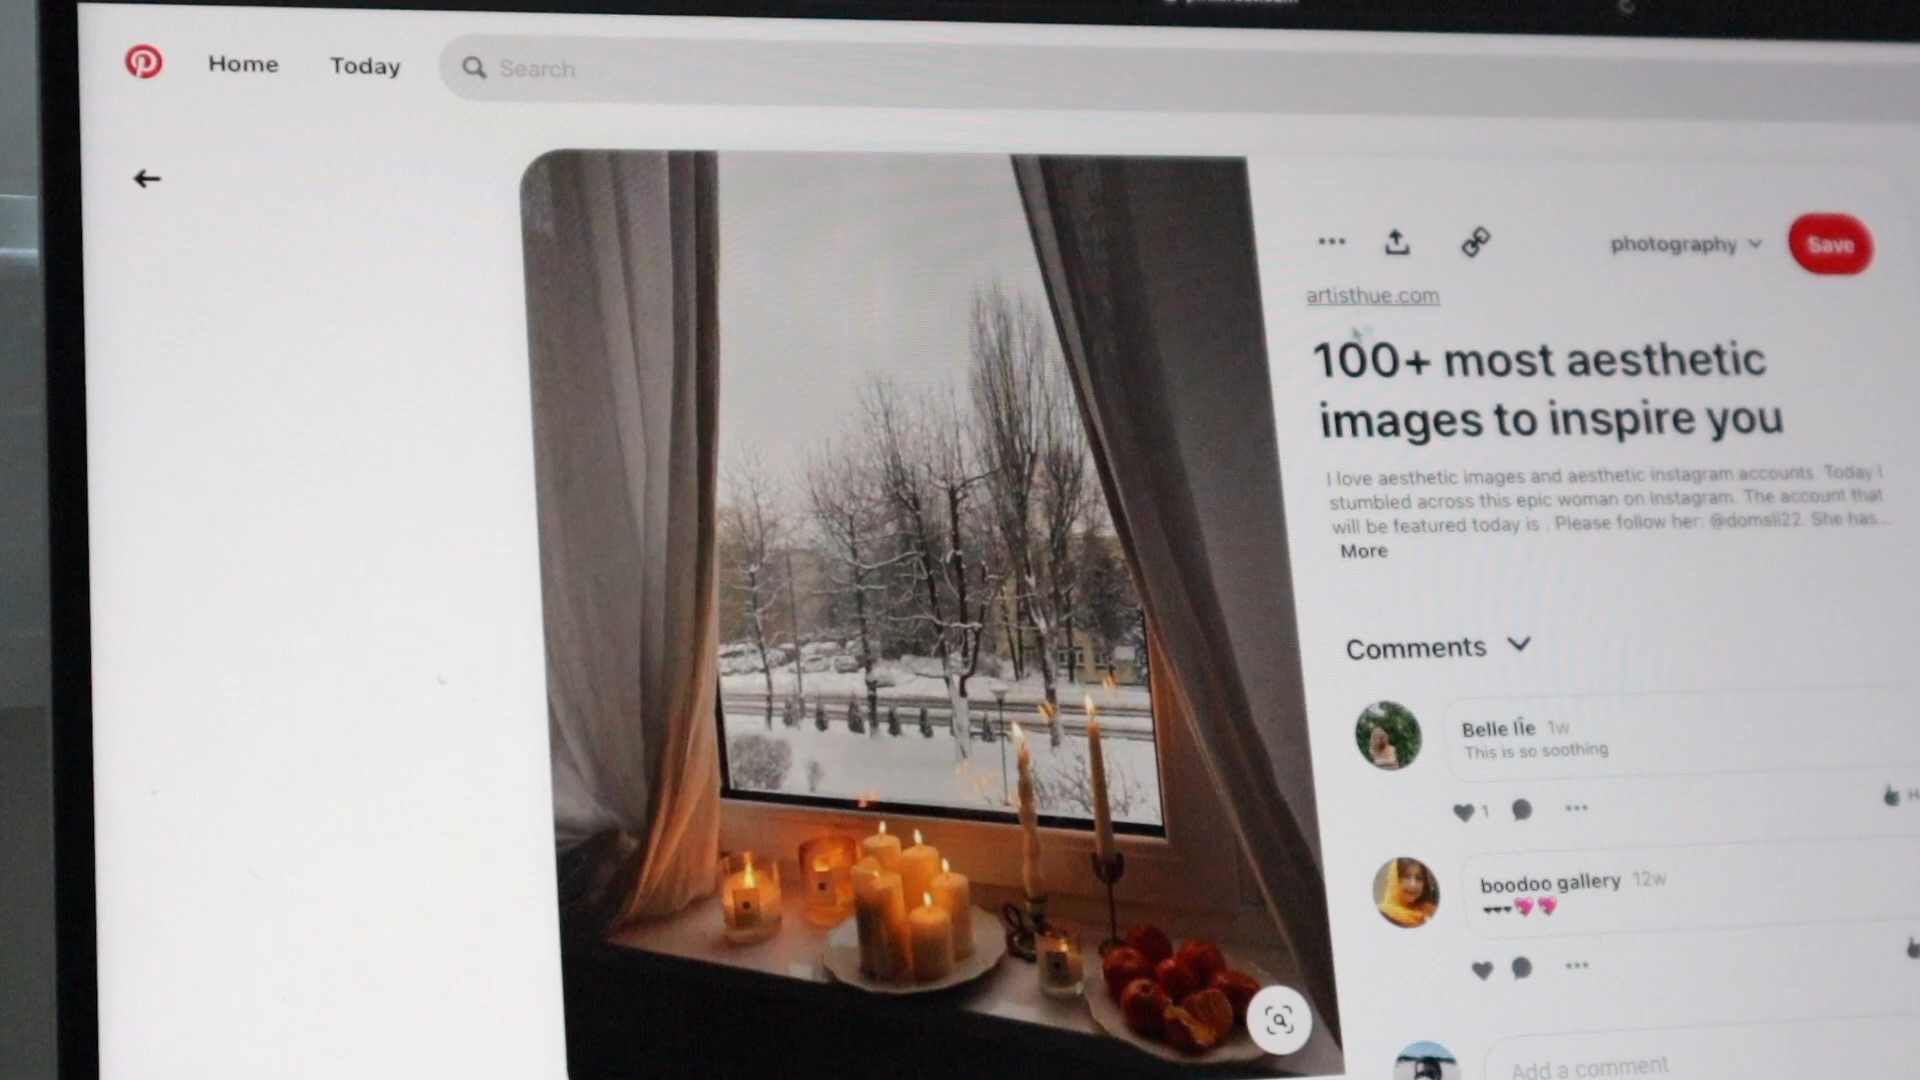 Home
Today
Search
photography
Save
artisthue.com
100+ most aesthetic
images to inspire you
I love aesthetic images and aesthetic instagram accounts. Today I
stumbled across this epic woman on Instagram. The account that
will be featured today is . Please follow her: @domsli22. She has...
More
Comments
Belle lîe 1w
This is so soothing
1
boodoo gallery 12w
Add a comment